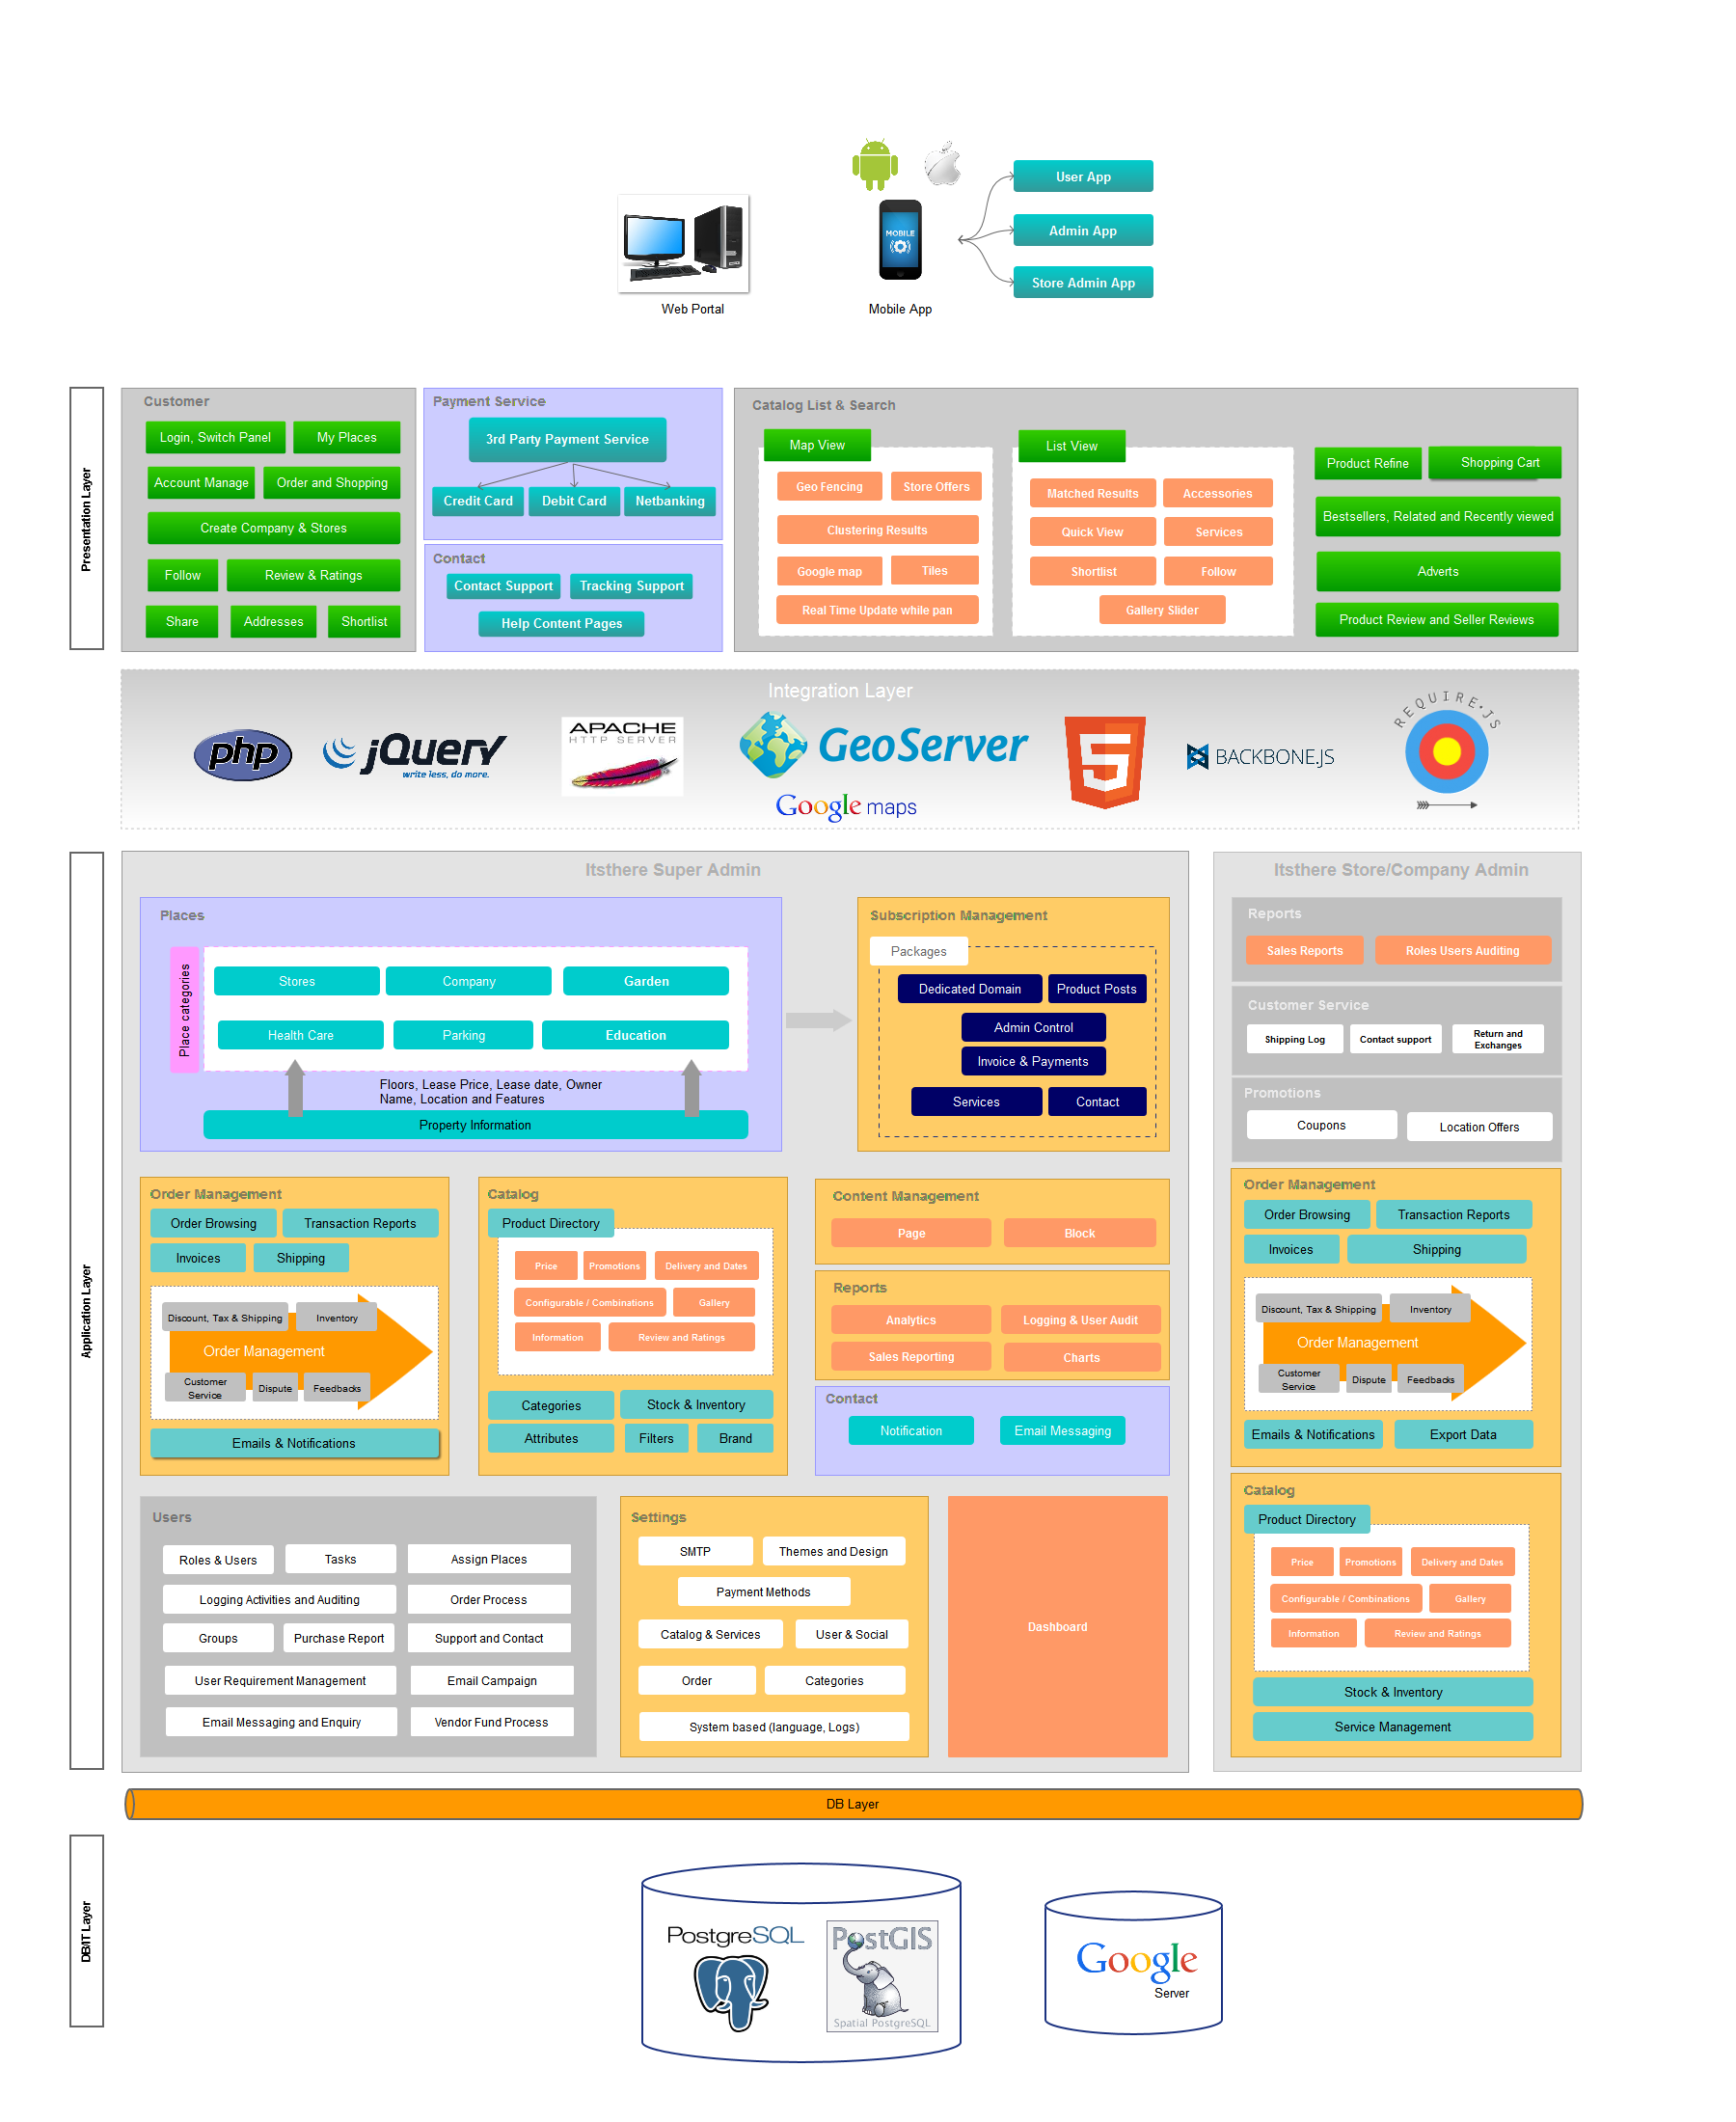 User App
MOBILE
Admin App
Store Admin App
Web Portal
Mobile App
Presentation Layer
Customer
Login, Switch Panel
My Places
Account Manage
Order and Shopping
Create Company & Stores
Follow
Review & Ratings
Share
Addresses
Shortlist
Payment Service
3rd Party Payment Service
Credit Card
Debit Card
Netbanking
Contact
Contact Support
Tracking Support
Help Content Pages
Catalog List & Search
Map View
Geo Fencing
Store Offers
Clustering Results
Google map
Tiles
Real Time Update while pan
List View
Matched Results
Accessories
Quick View
Services
Shortlist
Follow
Gallery Slider
Product Refine
Shopping Cart
Bestsellers, Related and Recently viewed
Adverts
Product Review and Seller Reviews
Integration Layer
php
jQuery
write less, do more.
APACHE
HTTP SERVER
GeoServer
Google maps
5
BACKBONE.JS
REQUIRE.JS
Application Layer
Itsthere Super Admin
Places
Place categories
Stores
Company
Garden
Health Care
Parking
Education
Floors, Lease Price, Lease date, Owner
Name, Location and Features
Property Information
Subscription Management
Packages
Dedicated Domain
Product Posts
Admin Control
Invoice & Payments
Services
Contact
Order Management
Order Browsing
Transaction Reports
Invoices
Shipping
Discount, Tax & Shipping
Inventory
Order Management
Customer
Service
Dispute
Feedbacks
Emails & Notifications
Catalog
Product Directory
Price
Promotions
Delivery and Dates
Configurable / Combinations
Gallery
Information
Review and Ratings
Categories
Stock & Inventory
Attributes
Filters
Brand
Content Management
Page
Block
Reports
Analytics
Logging & User Audit
Sales Reporting
Charts
Contact
Notification
Email Messaging
Users
Roles & Users
Tasks
Assign Places
Logging Activities and Auditing
Order Process
Groups
Purchase Report
Support and Contact
User Requirement Management
Email Campaign
Email Messaging and Enquiry
Vendor Fund Process
Settings
SMTP
Themes and Design
Payment Methods
Catalog & Services
User & Social
Order
Categories
System based (language, Logs)
Dashboard
Itsthere Store/Company Admin
Reports
Sales Reports
Roles Users Auditing
Customer Service
Shipping Log
Contact support
Return and
Exchanges
Promotions
Coupons
Location Offers
Order Management
Order Browsing
Transaction Reports
Invoices
Shipping
Discount, Tax & Shipping
Inventory
Order Management
Customer
Service
Dispute
Feedbacks
Emails & Notifications
Export Data
Catalog
Product Directory
Price
Promotions
Delivery and Dates
Configurable / Combinations
Gallery
Information
Review and Ratings
Stock & Inventory
Service Management
DB Layer
DB/IT Layer
PostgreSQL
PostGIS
Spatial PostgreSQL
Google
Server